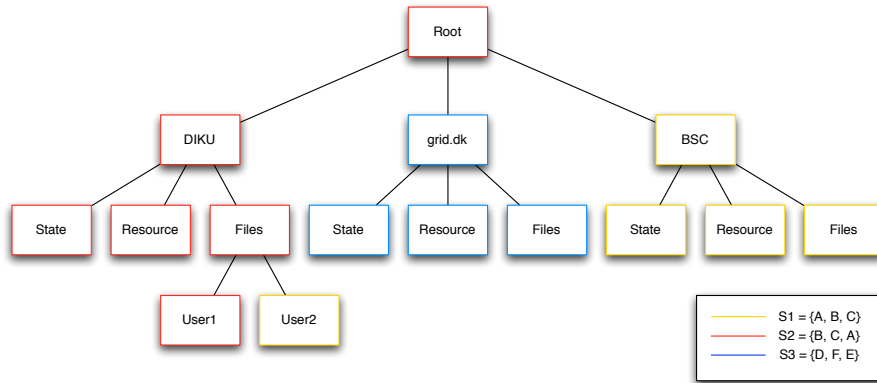 Root
DIKU
grid.dk
BSC
State
Resource
Files
State
Resource
Files
State
Resource
Files
User1
User2
S1 = {A, B, C}
S2 = {B, C, A}
S3 = {D, F, E}